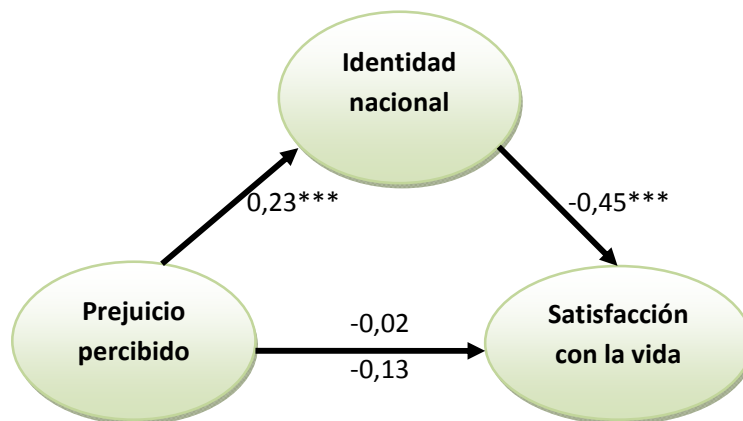 Identidad
nacional
0,23***
-0,45***
Prejuicio
percibido
-0,02
-0,13
Satisfacción
con la vida